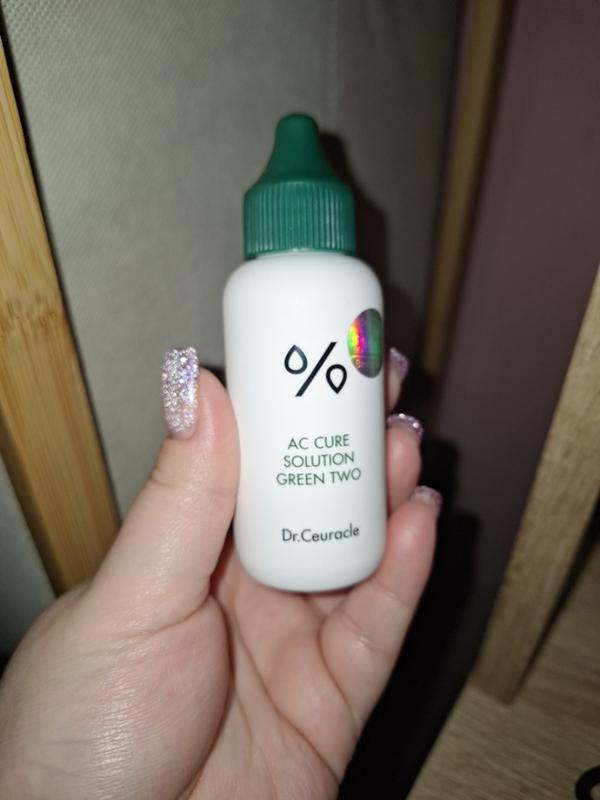 %
AC CURE
SOLUTION
GREEN TWO
Dr.Ceuracle